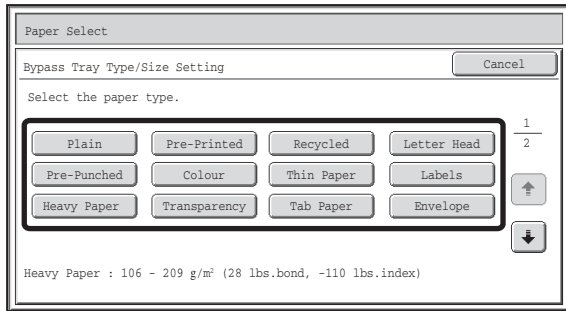 Paper Select
Bypass Tray Type/Size Setting Cancel
Select the paper type.
Plain Pre-Printed Recycled Letter Head
Pre-Punched Colour Thin Paper Labels
Heavy Paper Transparency Tab Paper Envelope
1
2
Heavy Paper : 106 - 209 g/m² (28 lbs.bond, -110 lbs.index)